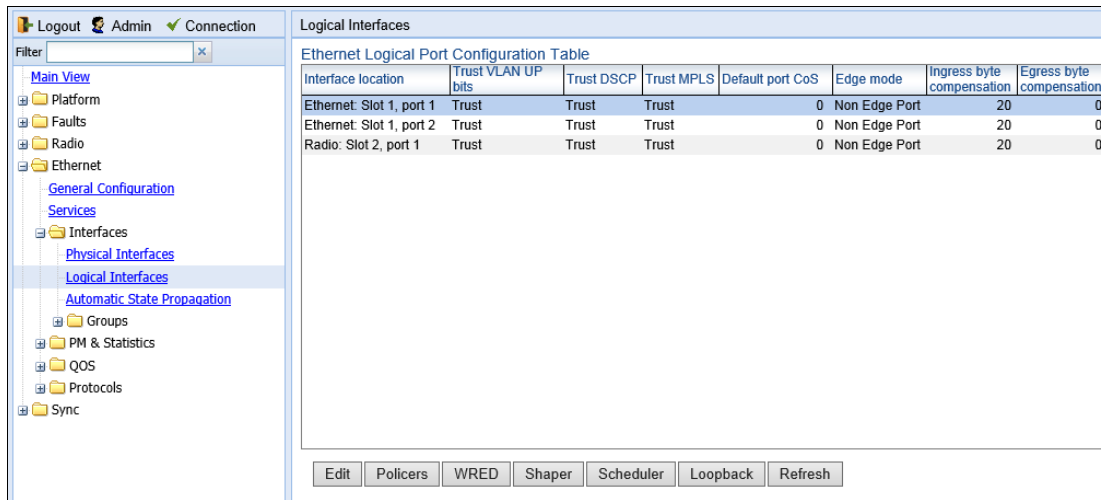 Logout Admin Connection
Filter
Main View
Platform
Faults
Radio
Ethernet
General Configuration
Services
Interfaces
Physical Interfaces
Logical Interfaces
Automatic State Propagation
Groups
PM & Statistics
QOS
Protocols
Sync
Logical Interfaces
Ethernet Logical Port Configuration Table
Interface location Trust VLAN UP bits Trust DSCP Trust MPLS Default port CoS Edge mode Ingress byte compensation Egress byte compensation
Ethernet: Slot 1, port 1 Trust Trust Trust 0 Non Edge Port 20 0
Ethernet: Slot 1, port 2 Trust Trust Trust 0 Non Edge Port 20 0
Radio: Slot 2, port 1 Trust Trust Trust 0 Non Edge Port 20 0
Edit Policers WRED Shaper Scheduler Loopback Refresh